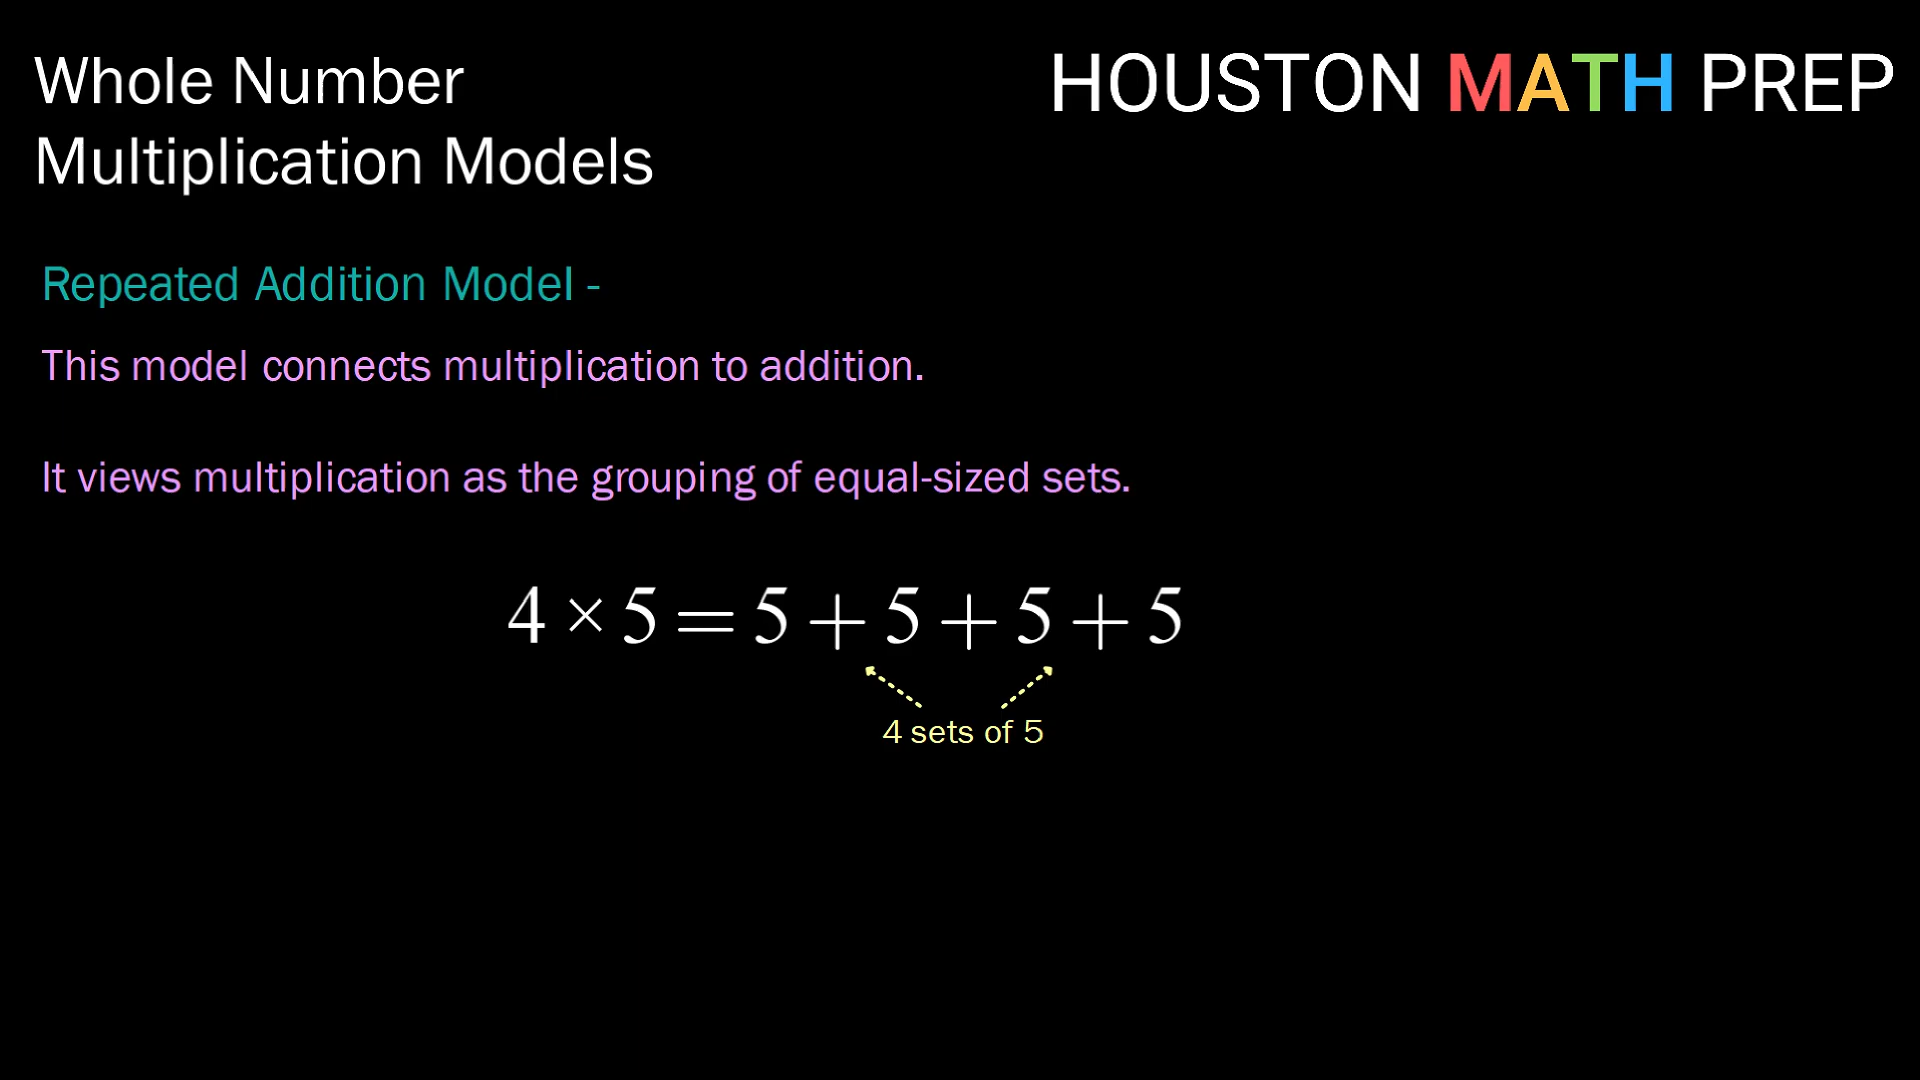 Whole Number
Multiplication Models
HOUSTON MATH PREP
Repeated Addition Model -
This model connects multiplication to addition.
It views multiplication as the grouping of equal-sized sets.
4 × 5 = 5 + 5 + 5 + 5
4 sets of 5